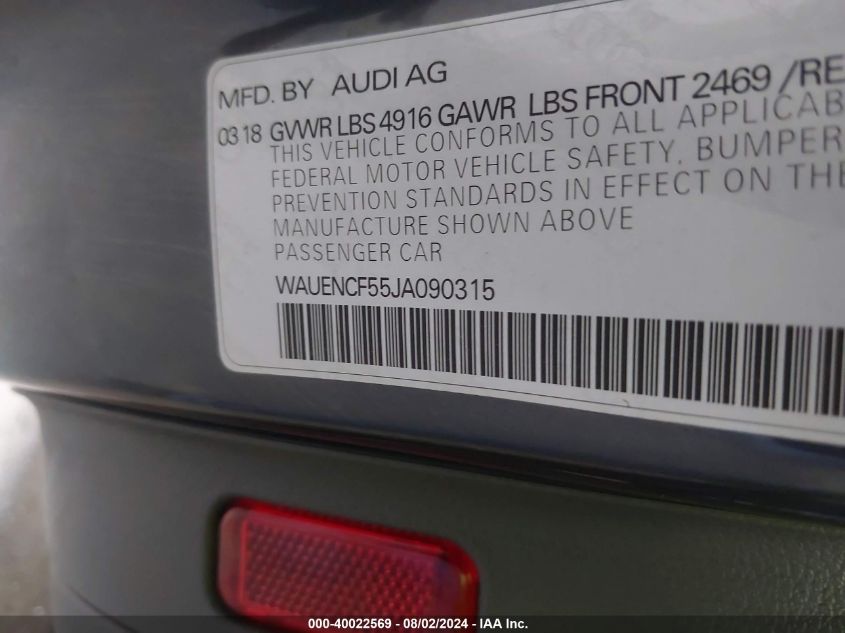 MFD. BY AUDI AG
03 18 GVWR LBS 4916 GAWR LBS FRONT 2469 /RE
THIS VEHICLE CONFORMS TO ALL APPLICAB
FEDERAL MOTOR VEHICLE SAFETY, BUMPER
PREVENTION STANDARDS IN EFFECT ON THE
MANUFACTURE SHOWN ABOVE
PASSENGER CAR
WAUENCF55JA090315
000-40022569 - 08/02/2024 - IAA Inc.